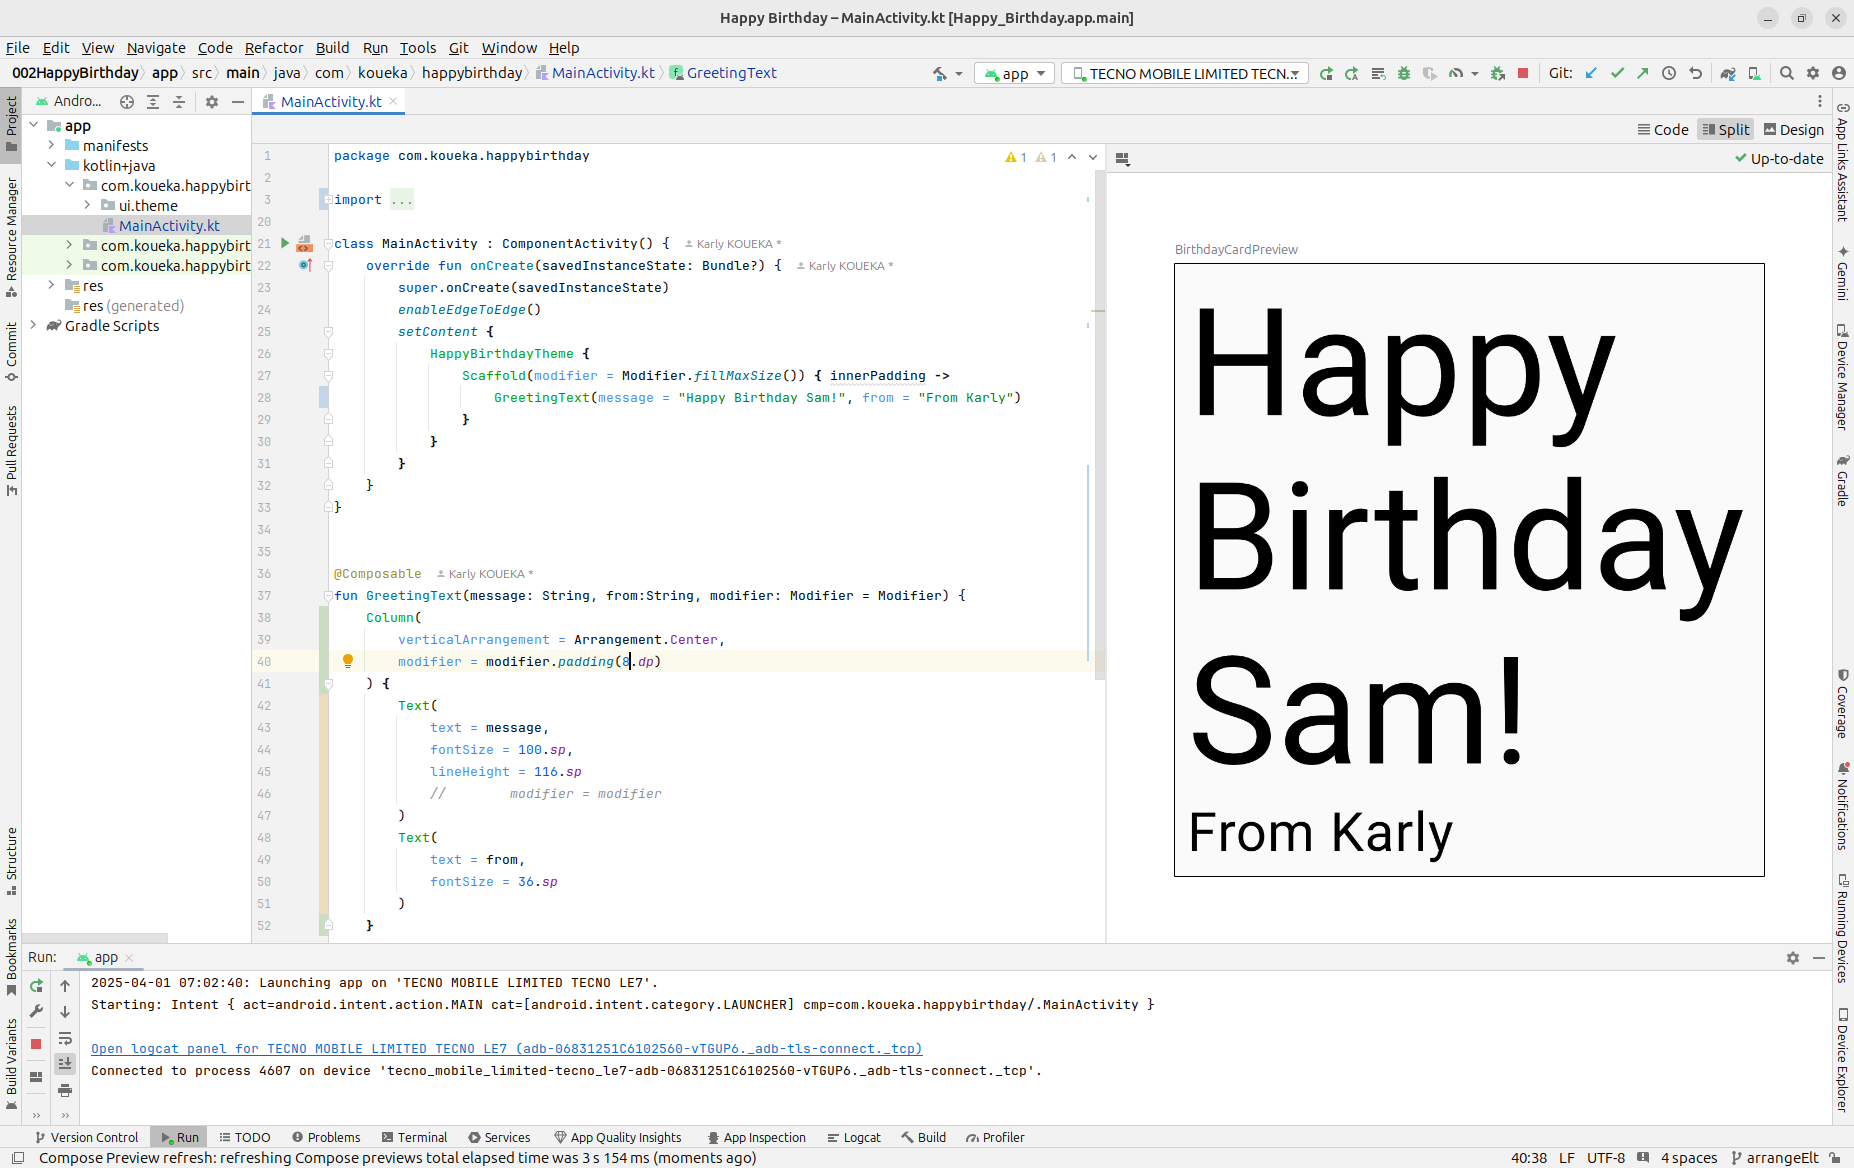 Happy Birthday – MainActivity.kt [Happy_Birthday.app.main]
File Edit View Navigate Code Refactor Build Run Tools Git Window Help
002HappyBirthday app src main java com koueka happybirthday MainActivity.kt GreetingText app TECNO MOBILE LIMITED TECN... Git:
Project
Resource Manager
Commit
Pull Requests
Structure
Bookmarks
Build Variants
Andro...
app
manifests
kotlin+java
com.koueka.happybirt
ui.theme
MainActivity.kt
com.koueka.happybirt
com.koueka.happybirt
res
res (generated)
Gradle Scripts
MainActivity.kt
Code Split Design
1 1
Up-to-date
1 package com.koueka.happybirthday
2
3 import ...
20
21 class MainActivity : ComponentActivity() { Karly KOUEKA *
22 override fun onCreate(savedInstanceState: Bundle?) { Karly KOUEKA *
23 super.onCreate(savedInstanceState)
24 enableEdgeToEdge()
25 setContent {
26 HappyBirthdayTheme {
27 Scaffold(modifier = Modifier.fillMaxSize()) { innerPadding ->
28 GreetingText(message = "Happy Birthday Sam!", from = "From Karly")
29 }
30 }
31 }
32 }
33 }
34
35
36 @Composable Karly KOUEKA *
37 fun GreetingText(message: String, from:String, modifier: Modifier = Modifier) {
38 Column(
39 verticalArrangement = Arrangement.Center,
40 modifier = modifier.padding(8.dp)
41 ) {
42 Text(
43 text = message,
44 fontSize = 100.sp,
45 lineHeight = 116.sp
46 // modifier = modifier
47 )
48 Text(
49 text = from,
50 fontSize = 36.sp
51 )
52 }
BirthdayCardPreview
Happy
Birthday
Sam!
From Karly
App Links Assistant
Gemini
Device Manager
Gradle
Coverage
Notifications
Running Devices
Device Explorer
Run: app
2025-04-01 07:02:40: Launching app on 'TECNO MOBILE LIMITED TECNO LE7'.
Starting: Intent { act=android.intent.action.MAIN cat=[android.intent.category.LAUNCHER] cmp=com.koueka.happybirthday/.MainActivity }
Open logcat panel for TECNO MOBILE LIMITED TECNO LE7 (adb-06831251C6102560-vTGUP6._adb-tls-connect._tcp)
Connected to process 4607 on device 'tecno_mobile_limited-tecno_le7-adb-06831251C6102560-vTGUP6._adb-tls-connect._tcp'.
Version Control Run TODO Problems Terminal Services App Quality Insights App Inspection Logcat Build Profiler
Compose Preview refresh: refreshing Compose previews total elapsed time was 3 s 154 ms (moments ago) 40:38 LF UTF-8 4 spaces arrangeElt